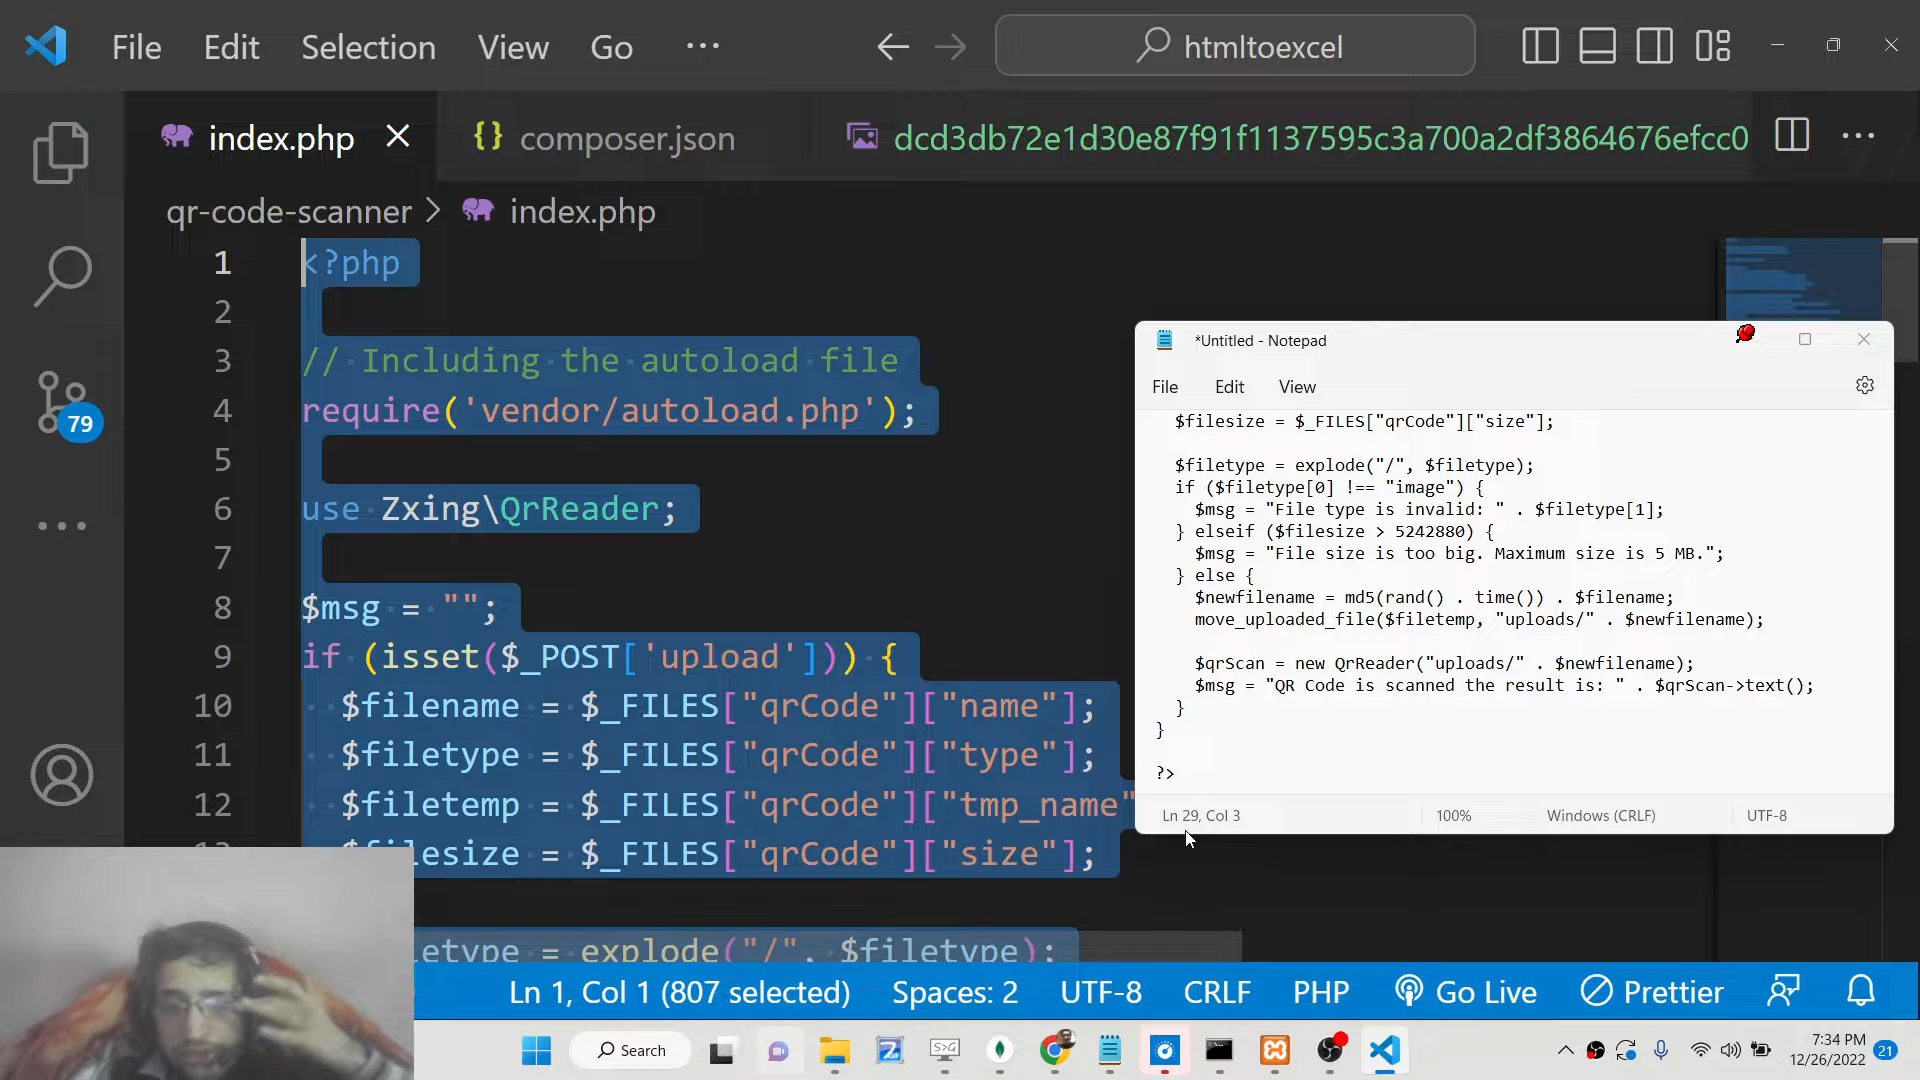 File Edit Selection View Go ··· htmltoexcel
index.php composer.json dcd3db72e1d30e87f91f1137595c3a700a2df3864676efcc0
qr-code-scanner > index.php
1 <?php
2
3 // Including the autoload file
4 require('vendor/autoload.php');
5
6 use Zxing\QrReader;
7
8 $msg = "";
9 if (isset($_POST['upload'])) {
10 $filename = $_FILES["qrCode"]["name"];
11 $filetype = $_FILES["qrCode"]["type"];
12 $filetemp = $_FILES["qrCode"]["tmp_name"
$filesize = $_FILES["qrCode"]["size"];
etype = explode("/", $filetype);
79
*Untitled - Notepad
File Edit View
$filesize = $_FILES["qrCode"]["size"];
$filetype = explode("/", $filetype);
if ($filetype[0] !== "image") {
$msg = "File type is invalid: " . $filetype[1];
} elseif ($filesize > 5242880) {
$msg = "File size is too big. Maximum size is 5 MB.";
} else {
$newfilename = md5(rand() . time()) . $filename;
move_uploaded_file($filetemp, "uploads/" . $newfilename);
$qrScan = new QrReader("uploads/" . $newfilename);
$msg = "QR Code is scanned the result is: " . $qrScan->text();
}
}
?>
Ln 29, Col 3 100% Windows (CRLF) UTF-8
Ln 1, Col 1 (807 selected) Spaces: 2 UTF-8 CRLF PHP Go Live Prettier
Search
7:34 PM
12/26/2022
21